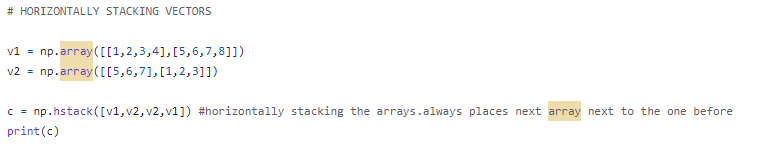 # HORIZONTALLY STACKING VECTORS
v1 = np.array([[1,2,3,4],[5,6,7,8]])
v2 = np.array([[5,6,7],[1,2,3]])
c = np.hstack([v1,v2,v2,v1]) #horizontally stacking the arrays.always places next array next to the one before
print(c)